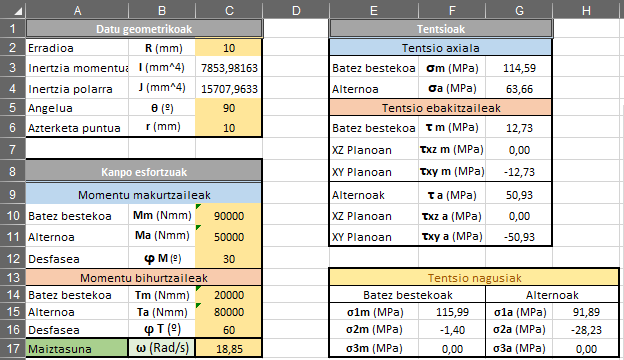 A B C D E F G H
1 Datu geometrikoak Tentsioak
2 Erradioa R (mm) 10 Tentsio axiala
3 Inertzia momentua I (mm^4) 7853,98163 Batez bestekoa σm (MPa) 114,59
4 Inertzia polarra J (mm^4) 15707,9633 Alternoa σa (MPa) 63,66
5 Angelua θ (º) 90 Tentsio ebakitzaileak
6 Azterketa puntua r (mm) 10 Batez bestekoa τ m (MPa) 12,73
7 XZ Planoan τxz m (MPa) 0,00
8 Kanpo esfortzuak XY Planoan τxy m (MPa) -12,73
9 Momentu makurtzaileak Alternoak τ a (MPa) 50,93
10 Batez bestekoa Mm (Nmm) 90000 XZ Planoan τxz a (MPa) 0,00
11 Alternoa Ma (Nmm) 50000 XY Planoan τxy a (MPa) -50,93
12 Desfasea φ M (º) 30
13 Momentu bihurtzaileak Tentsio nagusiak
14 Batez bestekoa Tm (Nmm) 20000 Batez bestekoak Alternoak
15 Alternoa Ta (Nmm) 80000 σ1m (MPa) 115,99 σ1a (MPa) 91,89
16 Desfasea φ T (º) 60 σ2m (MPa) -1,40 σ2a (MPa) -28,23
17 Maiztasuna ω (Rad/s) 18,85 σ3m (MPa) 0,00 σ3a (MPa) 0,00